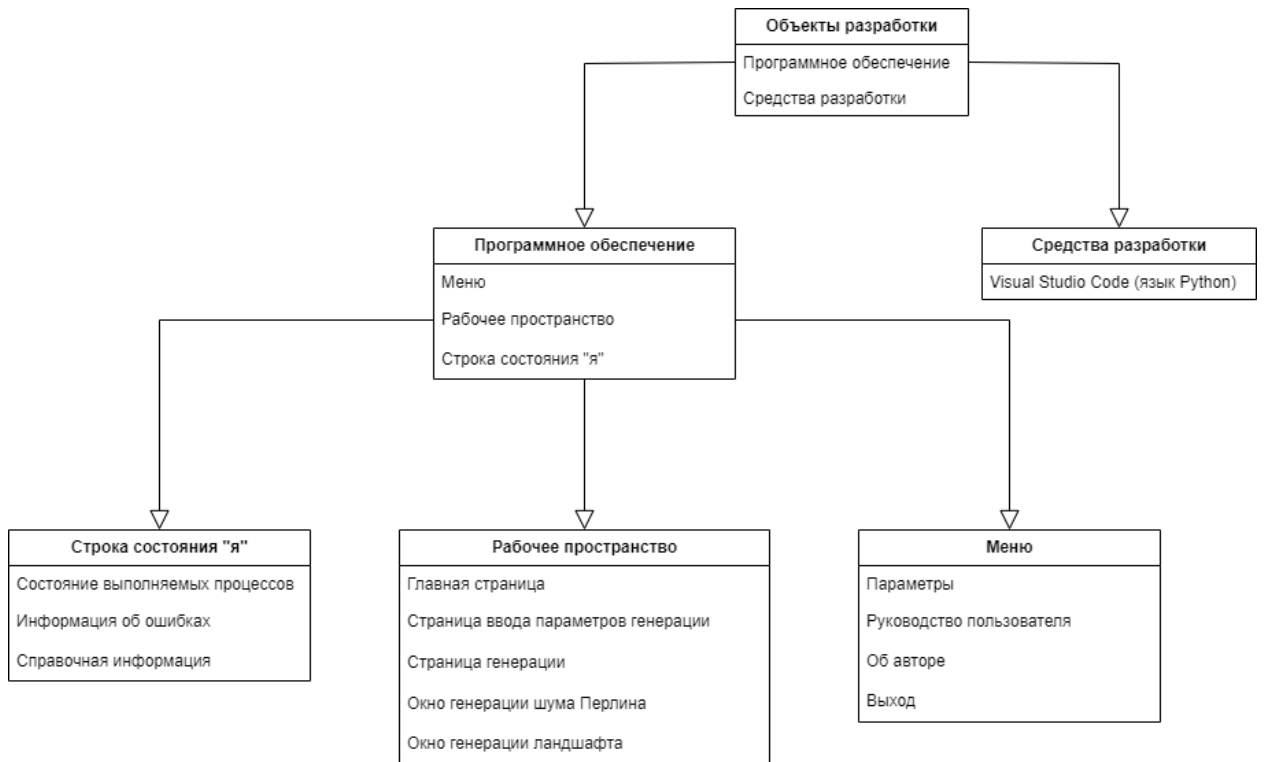 Объекты разработки
Программное обеспечение
Средства разработки
Программное обеспечение
Меню
Рабочее пространство
Строка состояния "я"
Средства разработки
Visual Studio Code (язык Python)
Строка состояния "я"
Состояние выполняемых процессов
Информация об ошибках
Справочная информация
Рабочее пространство
Главная страница
Страница ввода параметров генерации
Страница генерации
Окно генерации шума Перлина
Окно генерации ландшафта
Меню
Параметры
Руководство пользователя
Об авторе
Выход